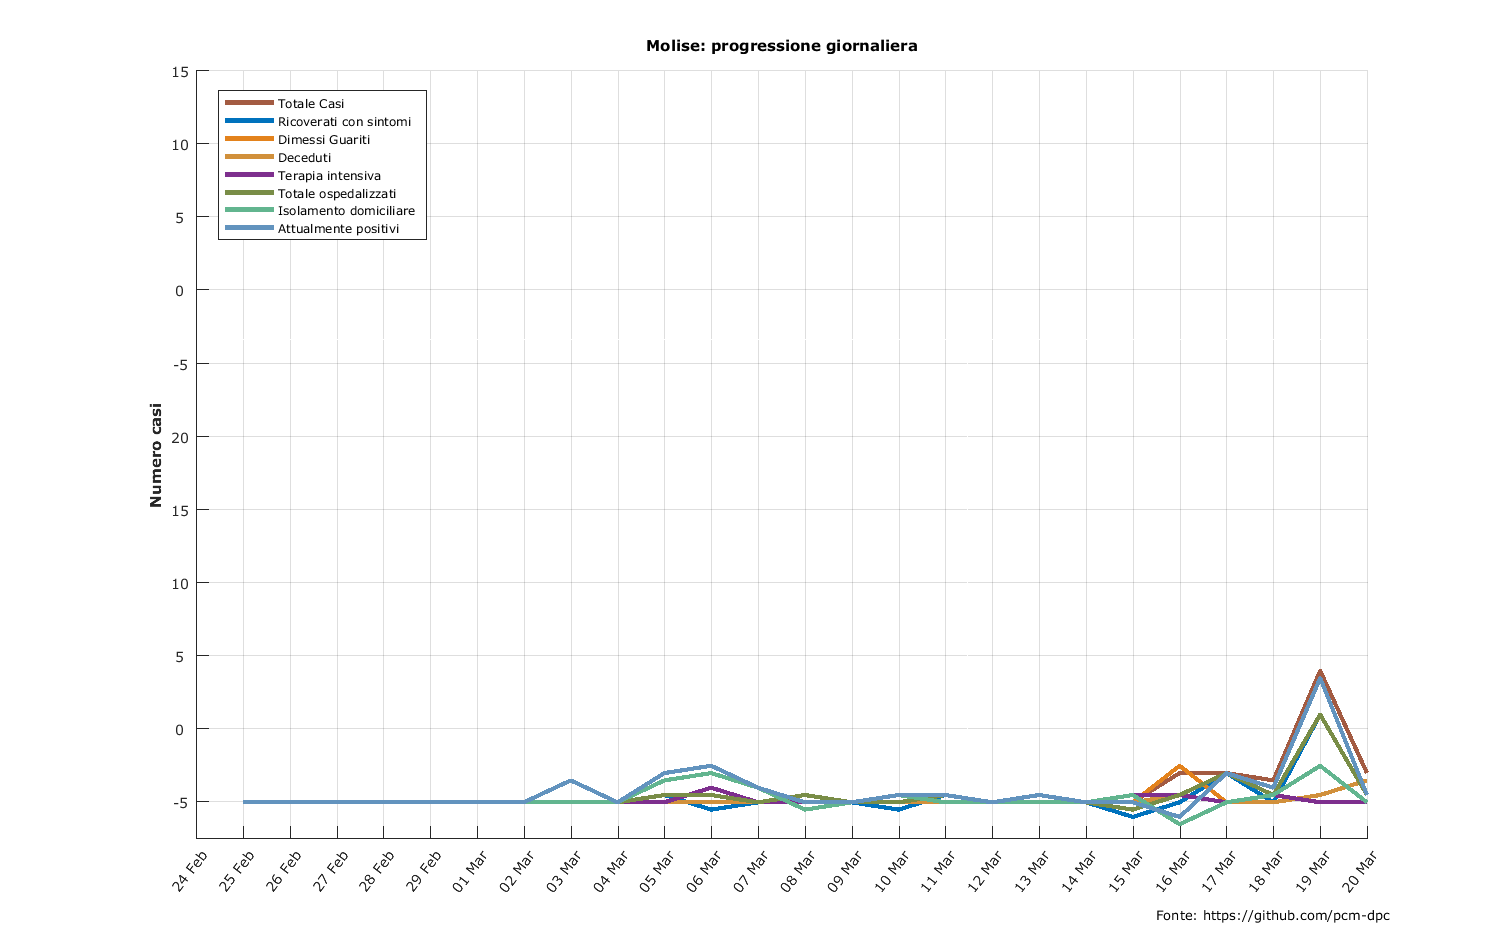 Molise: progressione giornaliera
15
10
5
0
-5
20
15
10
5
0
-5
Numero casi
Totale Casi
Ricoverati con sintomi
Dimessi Guariti
Deceduti
Terapia intensiva
Totale ospedalizzati
Isolamento domiciliare
Attualmente positivi
24 Feb
25 Feb
26 Feb
27 Feb
28 Feb
29 Feb
01 Mar
02 Mar
03 Mar
04 Mar
05 Mar
06 Mar
07 Mar
08 Mar
09 Mar
10 Mar
11 Mar
12 Mar
13 Mar
14 Mar
15 Mar
16 Mar
17 Mar
18 Mar
19 Mar
20 Mar
Fonte: https://github.com/pcm-dpc